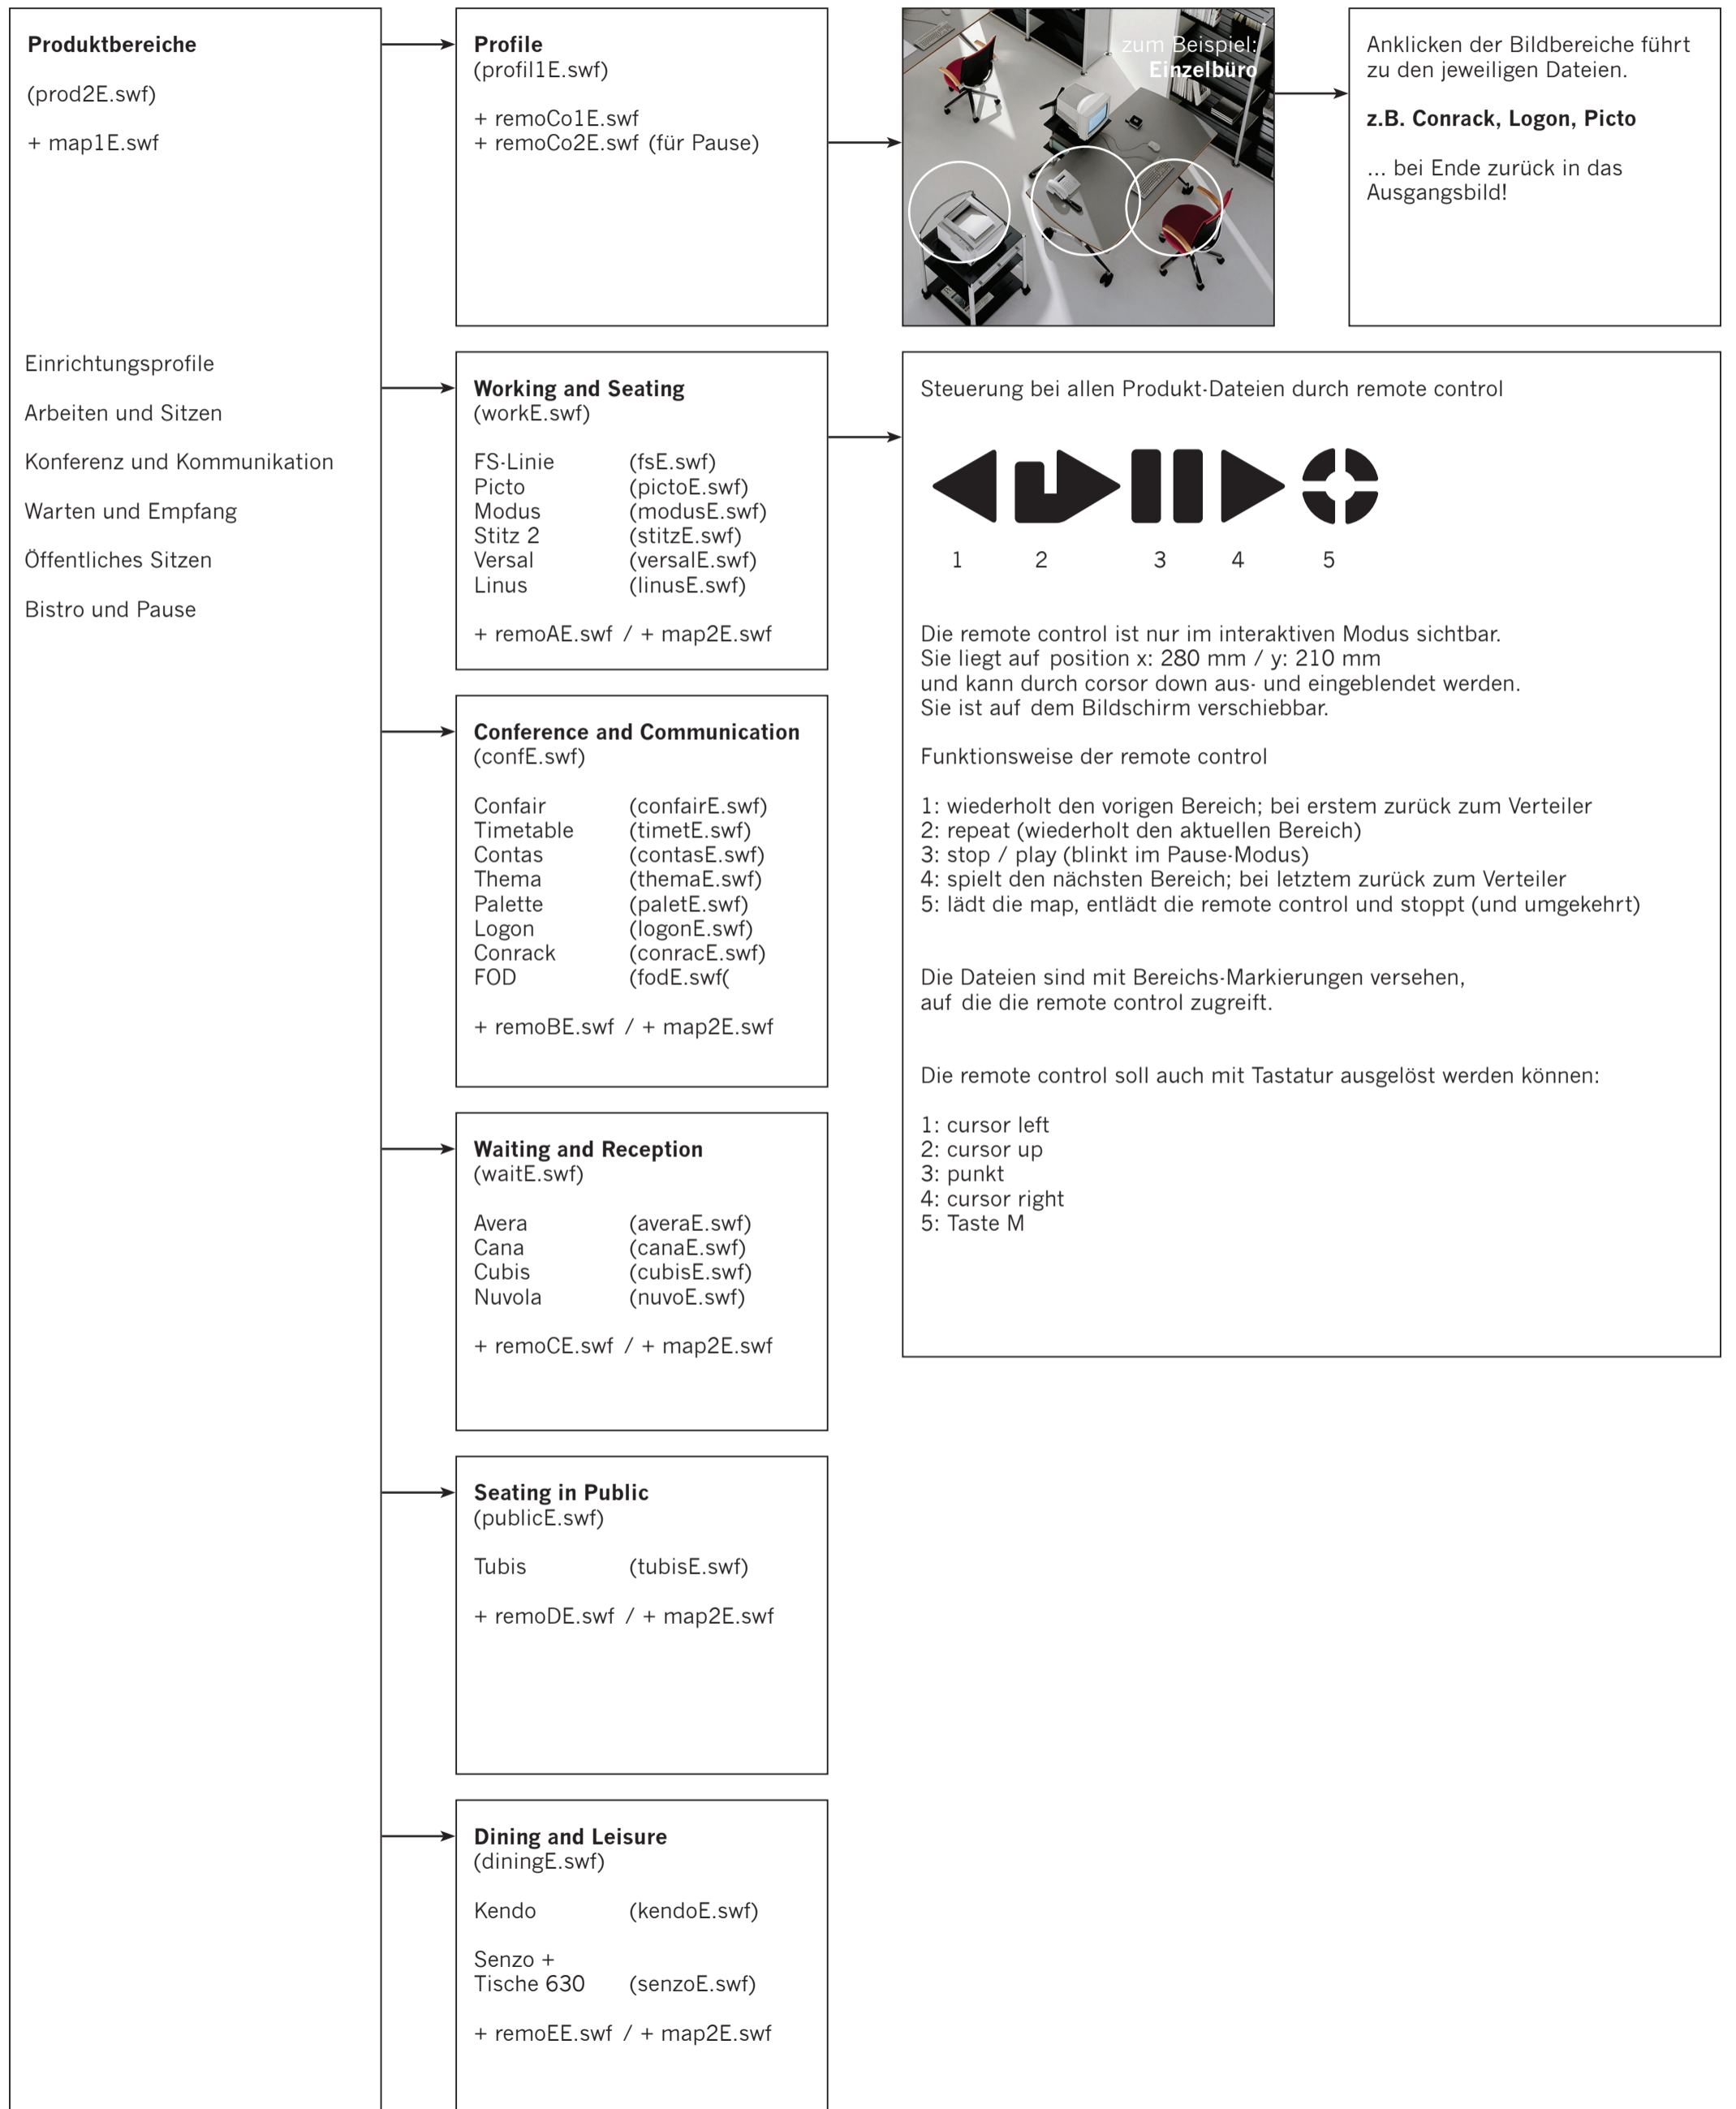 Produktbereiche
(prod2E.swf)
+ map1E.swf
Einrichtungsprofile
Arbeiten und Sitzen
Konferenz und Kommunikation
Warten und Empfang
Öffentliches Sitzen
Bistro und Pause
Profile
(profil1E.swf)
+ remoCo1E.swf
+ remoCo2E.swf (für Pause)
zum Beispiel:
Einzelbüro
Anklicken der Bildbereiche führt
zu den jeweiligen Dateien.
z.B. Conrack, Logon, Picto
... bei Ende zurück in das
Ausgangsbild!
Working and Seating
(workE.swf)
FS-Linie (fsE.swf)
Picto (pictoE.swf)
Modus (modusE.swf)
Stitz 2 (stitzE.swf)
Versal (versalE.swf)
Linus (linusE.swf)
+ remoAE.swf / + map2E.swf
Conference and Communication
(confE.swf)
Confair (confairE.swf)
Timetable (timetE.swf)
Contas (contasE.swf)
Thema (themaE.swf)
Palette (paletE.swf)
Logon (logonE.swf)
Conrack (conracE.swf)
FOD (fodE.swf(
+ remoBE.swf / + map2E.swf
Waiting and Reception
(waitE.swf)
Avera (averaE.swf)
Cana (canaE.swf)
Cubis (cubisE.swf)
Nuvola (nuvoE.swf)
+ remoCE.swf / + map2E.swf
Seating in Public
(publicE.swf)
Tubis (tubisE.swf)
+ remoDE.swf / + map2E.swf
Dining and Leisure
(diningE.swf)
Kendo (kendoE.swf)
Senzo +
Tische 630 (senzoE.swf)
+ remoEE.swf / + map2E.swf
Steuerung bei allen Produkt-Dateien durch remote control
1 2 3 4 5
Die remote control ist nur im interaktiven Modus sichtbar.
Sie liegt auf position x: 280 mm / y: 210 mm
und kann durch corsor down aus- und eingeblendet werden.
Sie ist auf dem Bildschirm verschiebbar.
Funktionsweise der remote control
1: wiederholt den vorigen Bereich; bei erstem zurück zum Verteiler
2: repeat (wiederholt den aktuellen Bereich)
3: stop / play (blinkt im Pause-Modus)
4: spielt den nächsten Bereich; bei letztem zurück zum Verteiler
5: lädt die map, entlädt die remote control und stoppt (und umgekehrt)
Die Dateien sind mit Bereichs-Markierungen versehen,
auf die die remote control zugreift.
Die remote control soll auch mit Tastatur ausgelöst werden können:
1: cursor left
2: cursor up
3: punkt
4: cursor right
5: Taste M